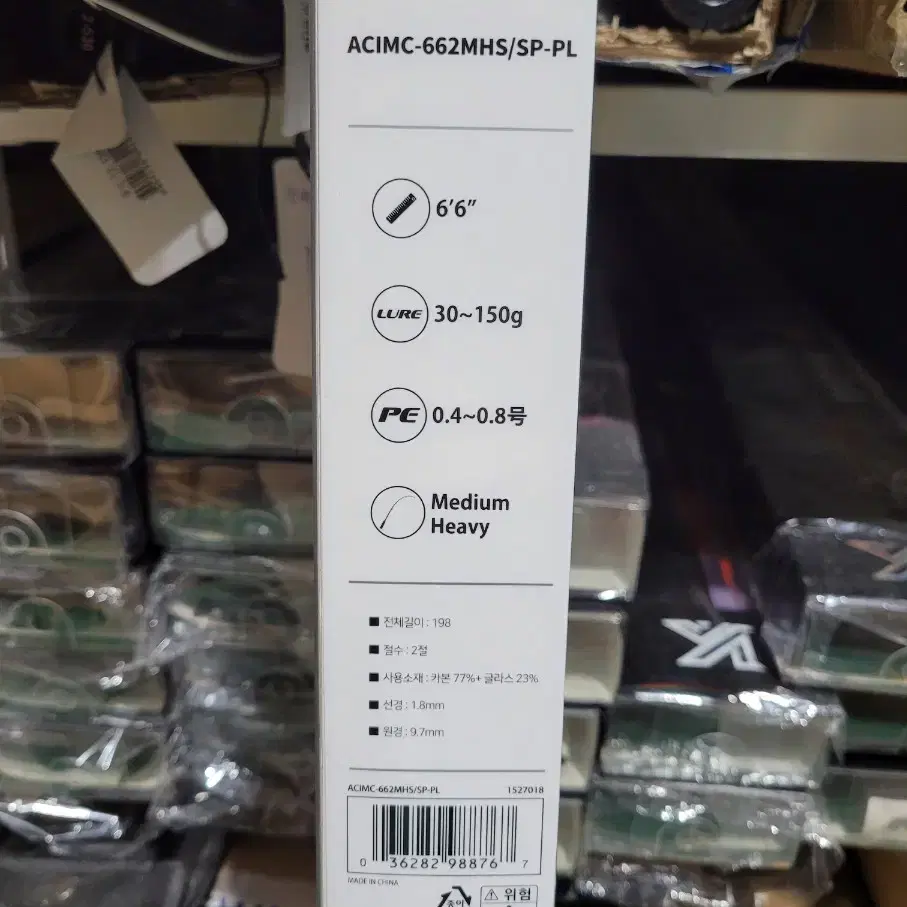 ACIMC-662MHS/SP-PL
6'6"
LURE 30~150g
PE 0.4~0.8号
Medium
Heavy
■ 전체길이 : 198
■ 절수 : 2절
■ 사용소재 : 카본 77%+글라스 23%
■ 선경 : 1.8mm
■ 원경 : 9.7mm
ACIMC-662MHS/SP-PL 1527018
0 36282 98876 7
MADE IN CHINA
종이
⚠ 위험